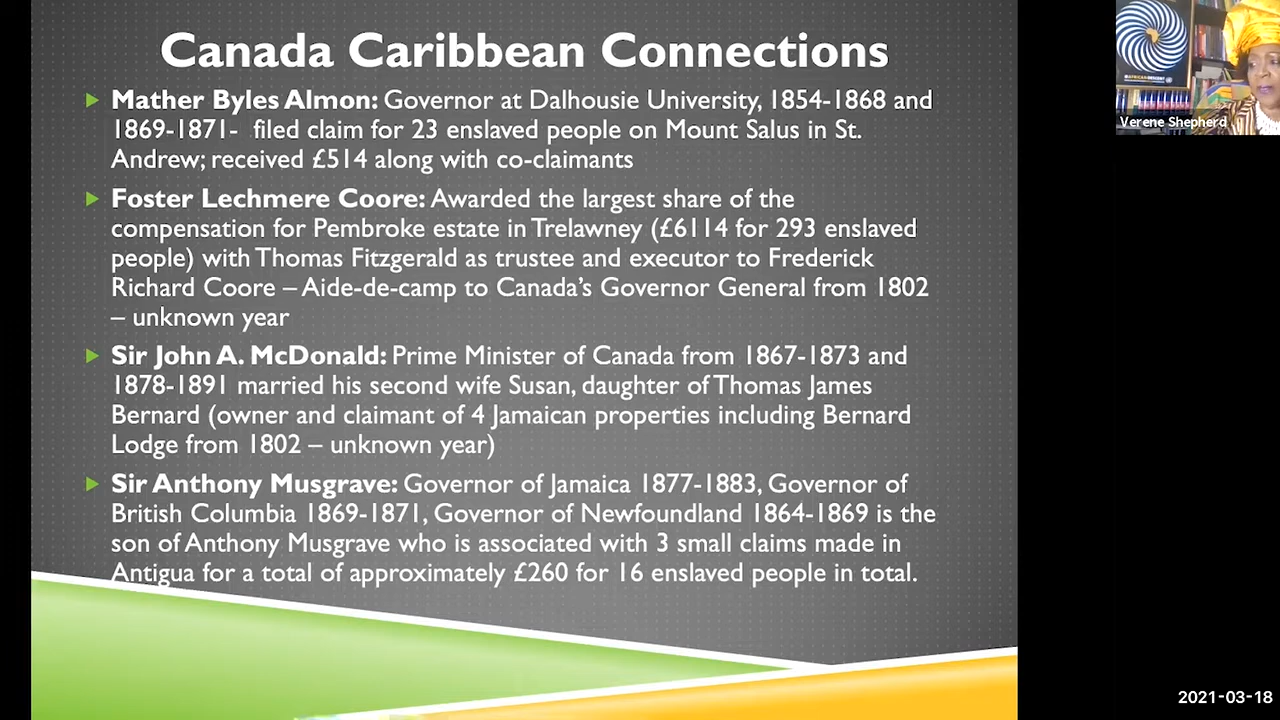 Canada Caribbean Connections
Mather Byles Almon: Governor at Dalhousie University, 1854-1868 and
1869-1871- filed claim for 23 enslaved people on Mount Salus in St.
Andrew; received £514 along with co-claimants
Foster Lechmere Coore: Awarded the largest share of the
compensation for Pembroke estate in Trelawney (£6114 for 293 enslaved
people) with Thomas Fitzgerald as trustee and executor to Frederick
Richard Coore – Aide-de-camp to Canada's Governor General from 1802
– unknown year
Sir John A. McDonald: Prime Minister of Canada from 1867-1873 and
1878-1891 married his second wife Susan, daughter of Thomas James
Bernard (owner and claimant of 4 Jamaican properties including Bernard
Lodge from 1802 – unknown year)
Sir Anthony Musgrave: Governor of Jamaica 1877-1883, Governor of
British Columbia 1869-1871, Governor of Newfoundland 1864-1869 is the
son of Anthony Musgrave who is associated with 3 small claims made in
Antigua for a total of approximately £260 for 16 enslaved people in total.
Verene Shepherd
2021-03-18